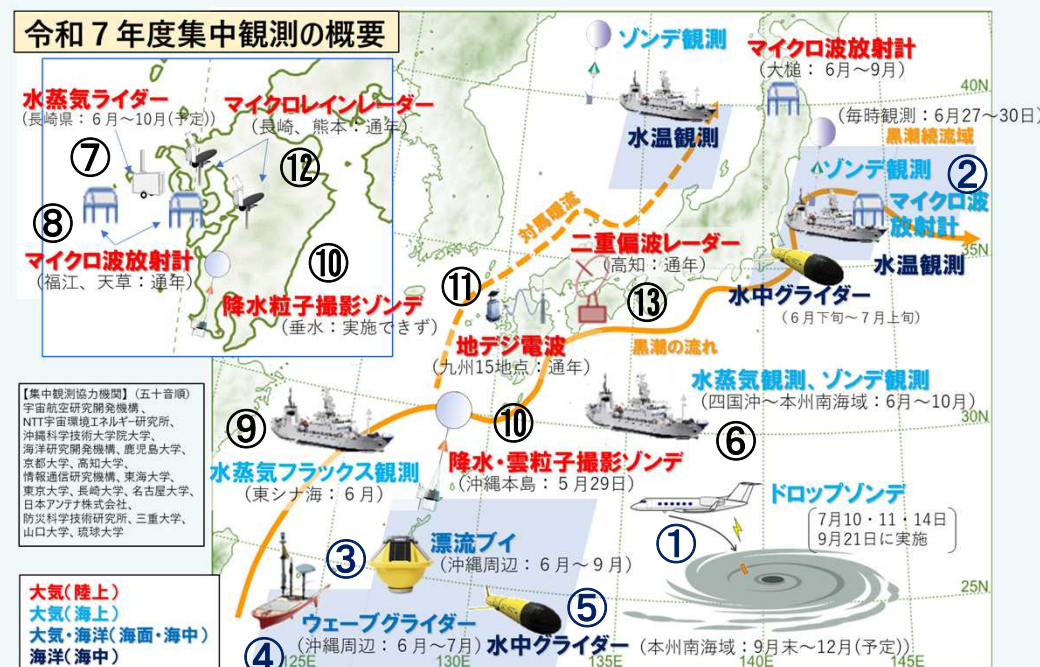 令和７年度集中観測の概要
水蒸気ライダー
(長崎県：６月～10月(予定))
マイクロレインレーダー
(長崎、熊本：通年)
⑦
⑫
⑧
マイクロ波放射計
(福江、天草：通年)
⑩
降水粒子撮影ゾンデ
(垂水：実施できず)
ゾンデ観測
水温観測
マイクロ波放射計
(大槌：６月～９月)
40N
(毎時観測：6月27～30日)
黒潮続流域
ゾンデ観測
②
マイクロ波
放射計
35N
水温観測
対馬暖流
二重偏波レーダー
(高知：通年)
⑪
⑬
水中グライダー
(６月下旬～７月上旬)
地デジ電波
(九州15地点：通年)
黒潮の流れ
【集中観測協力機関】(五十音順)
宇宙航空研究開発機構、
NTT宇宙環境エネルギー研究所、
沖縄科学技術大学院大学、
海洋研究開発機構、鹿児島大学、
京都大学、高知大学、
情報通信研究機構、東海大学、
東京大学、長崎大学、名古屋大学、
日本アンテナ株式会社、
防災科学技術研究所、三重大学、
山口大学、琉球大学
⑨
水蒸気フラックス観測
(東シナ海：６月)
⑩
降水・雲粒子撮影ゾンデ
(沖縄本島：５月29日)
水蒸気観測、ゾンデ観測
(四国沖～本州南海域：6月～10月)
30N
⑥
ドロップゾンデ
7月10・11・14日
9月21日に実施
①
③
漂流ブイ
(沖縄周辺：６月～９月)
25N
⑤
ウェーブグライダー
(沖縄周辺：６月～7月)
④
水中グライダー
(本州南海域：9月末～12月(予定))
125E
130E
135E
140E
145E
大気(陸上)
大気(海上)
大気・海洋(海面・海中)
海洋(海中)